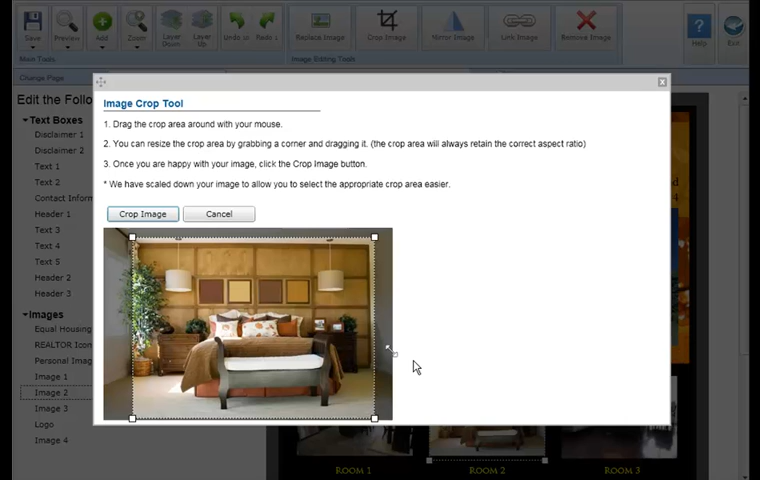 Save
Preview
Add
Zoom
Layer Down
Layer Up
Undo
Replace Image
Crop Image
Mirror Image
Link Image
Remove Image
Help
Exit
Main Tools
Image Editing Tools
Change Page
Edit the Follo
Text Boxes
Disclaimer 1
Disclaimer 2
Text 1
Text 2
Contact Inform
Header 1
Text 3
Text 4
Text 5
Header 2
Header 3
Images
Equal Housing
REALTOR Icon
Personal Imag
Image 1
Image 2
Image 3
Logo
Image 4
x
Image Crop Tool
1. Drag the crop area around with your mouse.
2. You can resize the crop area by grabbing a corner and dragging it. (the crop area will always retain the correct aspect ratio)
3. Once you are happy with your image, click the Crop Image button.
* We have scaled down your image to allow you to select the appropriate crop area easier.
Crop Image
Cancel
Room 1
Room 2
Room 3